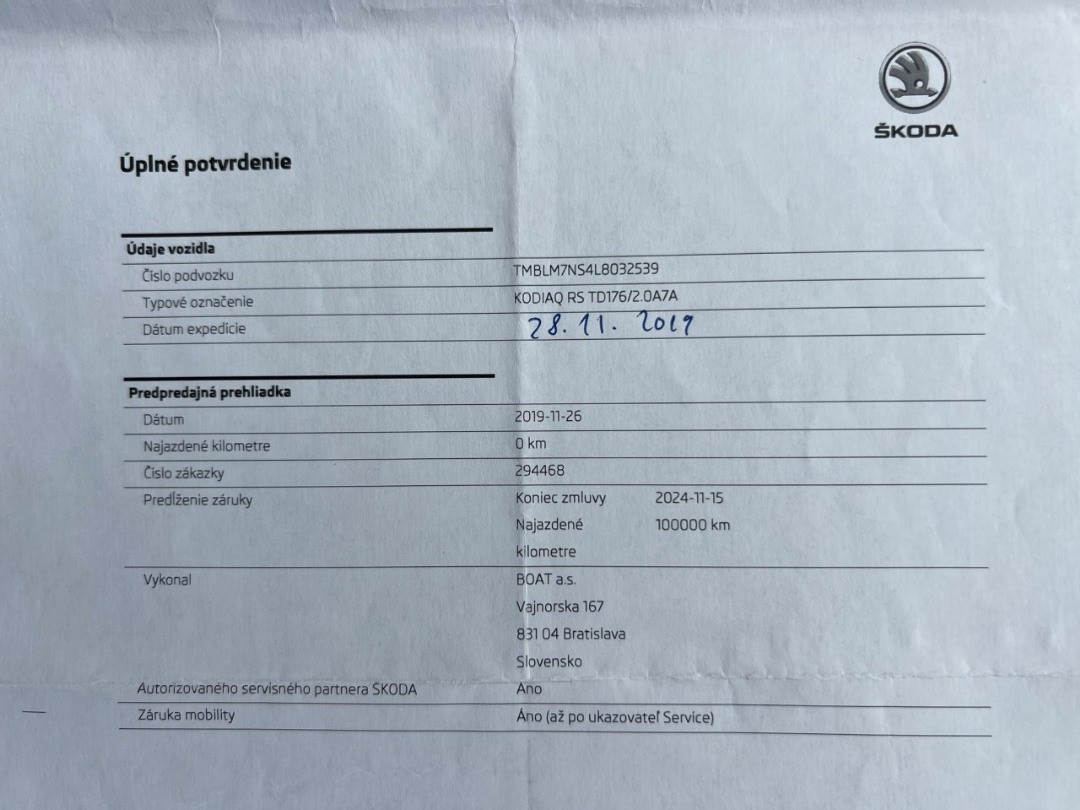 ŠKODA
Úplné potvrdenie
Údaje vozidla
Číslo podvozku TMBLM7NS4L8032539
Typové označenie KODIAQ RS TD176/2.0A7A
Dátum expedície 28. 11. 2019
Predpredajná prehliadka
Dátum 2019-11-26
Najazdené kilometre 0 km
Číslo zákazky 294468
Predĺženie záruky Koniec zmluvy 2024-11-15
Najazdené 100000 km
kilometre
Vykonal BOAT a.s.
Vajnorska 167
831 04 Bratislava
Slovensko
Autorizovaného servisného partnera ŠKODA Áno
Záruka mobility Áno (až po ukazovateľ Service)